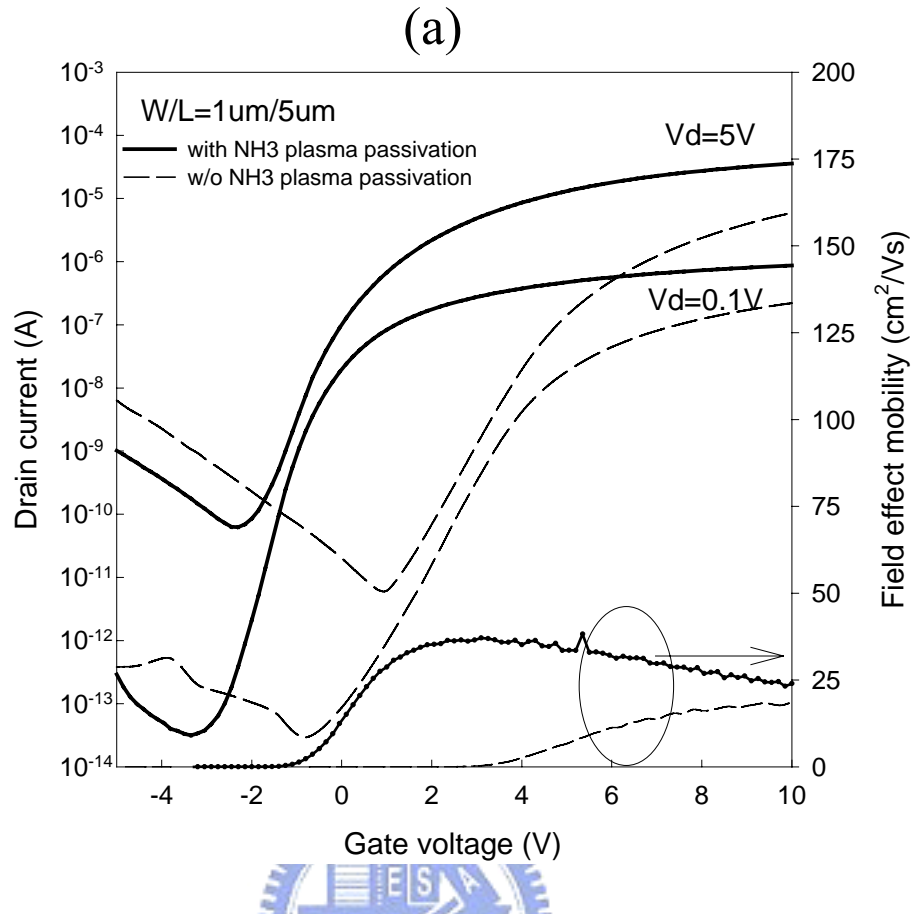 (a)
W/L=1um/5um
with NH3 plasma passivation
w/o NH3 plasma passivation
Vd=5V
Vd=0.1V
Drain current (A)
10-3
10-4
10-5
10-6
10-7
10-8
10-9
10-10
10-11
10-12
10-13
10-14
Field effect mobility (cm2/Vs)
200
175
150
125
100
75
50
25
0
-4 -2 0 2 4 6 8 10
Gate voltage (V)
E S A